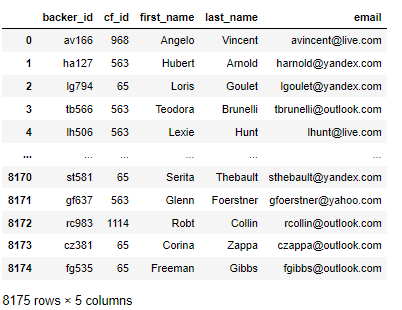 backer_id cf_id first_name last_name email
0 av166 968 Angelo Vincent avincent@live.com
1 ha127 563 Hubert Arnold harnold@yandex.com
2 lg794 65 Loris Goulet lgoulet@yandex.com
3 tb566 563 Teodora Brunelli tbrunelli@outlook.com
4 lh506 563 Lexie Hunt lhunt@live.com
... ... ... ... ... ...
8170 st581 65 Serita Thebault sthebault@yandex.com
8171 gf637 563 Glenn Foerstner gfoerstner@yahoo.com
8172 rc983 1114 Robt Collin rcollin@outlook.com
8173 cz381 65 Corina Zappa czappa@outlook.com
8174 fg535 65 Freeman Gibbs fgibbs@outlook.com
8175 rows × 5 columns